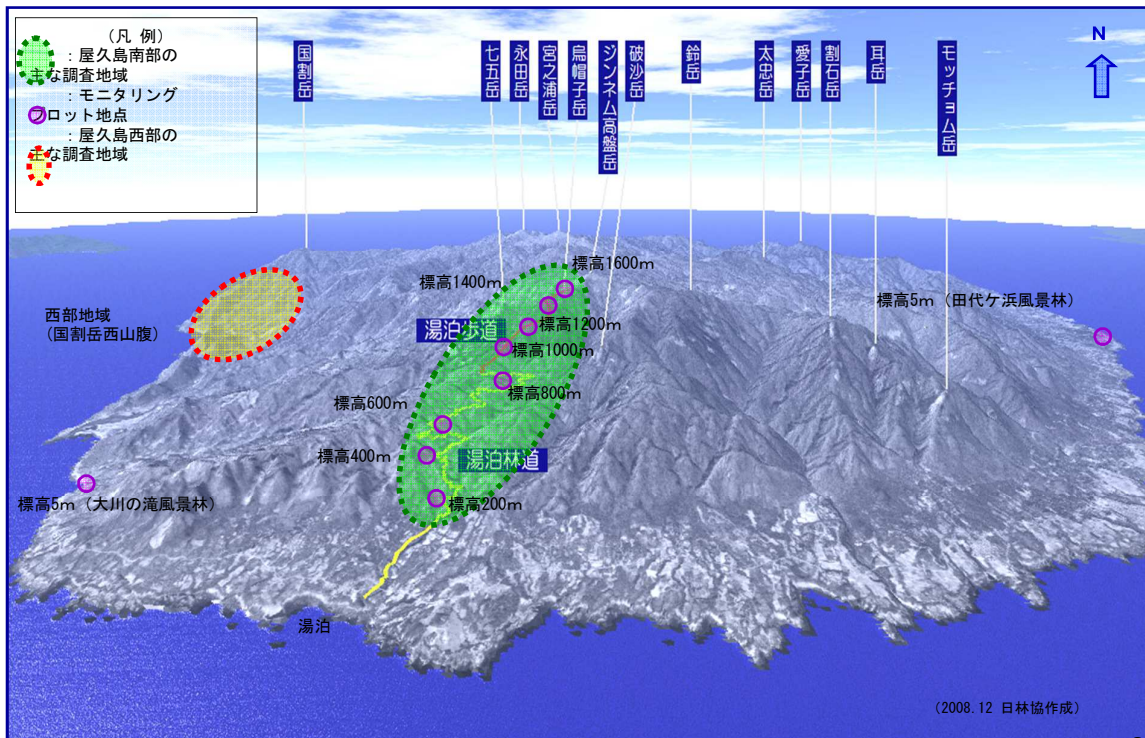 （凡 例）
：屋久島南部の
主な調査地域
：モニタリング
プロット地点
：屋久島西部の
主な調査地域
国割岳
七五岳
永田岳
宮之浦岳
烏帽子岳
ジンネム高盤岳
破沙岳
鈴岳
太忠岳
愛子岳
割石岳
耳岳
モッチョム岳
N
標高1600ｍ
標高1400ｍ
標高5ｍ（田代ケ浜風景林）
西部地域
（国割岳西山腹）
湯泊歩道
標高1200ｍ
標高1000ｍ
標高800ｍ
標高600ｍ
標高400ｍ
湯泊林道
標高5ｍ（大川の滝風景林）
標高200ｍ
湯泊
（2008.12 日林協作成）